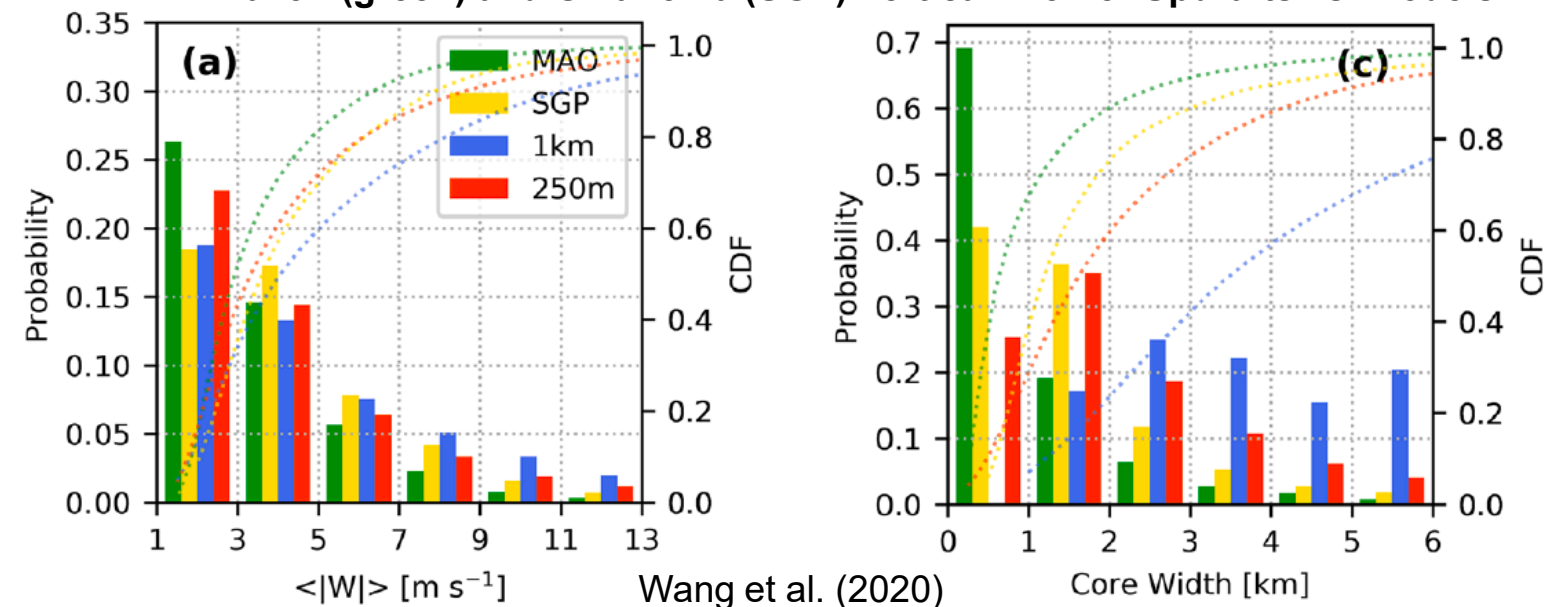 (a)
MAO
SGP
1km
250m
0.35
0.30
0.25
0.20
0.15
0.10
0.05
0.00
Probability
1.0
0.8
0.6
0.4
0.2
0.0
CDF
1 3 5 7 9 11 13
<|W|> [m s⁻¹]
(c)
0.7
0.6
0.5
0.4
0.3
0.2
0.1
0.0
Probability
1.0
0.8
0.6
0.4
0.2
0.0
CDF
0 1 2 3 4 5 6
Core Width [km]
Wang et al. (2020)